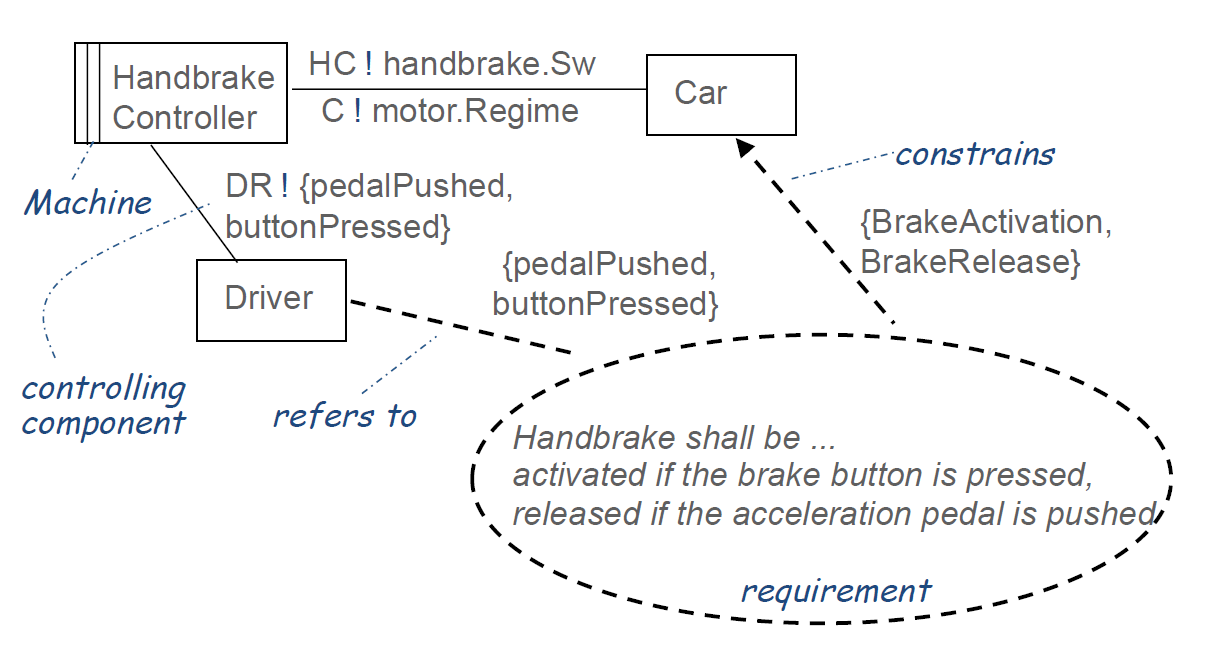 HC ! handbrake.Sw
Handbrake
Controller
Car
C ! motor.Regime
constrains
Machine
DR ! {pedalPushed,
buttonPressed}
{BrakeActivation,
BrakeRelease}
{pedalPushed,
buttonPressed}
Driver
controlling
component
refers to
Handbrake shall be ...
activated if the brake button is pressed,
released if the acceleration pedal is pushed
requirement